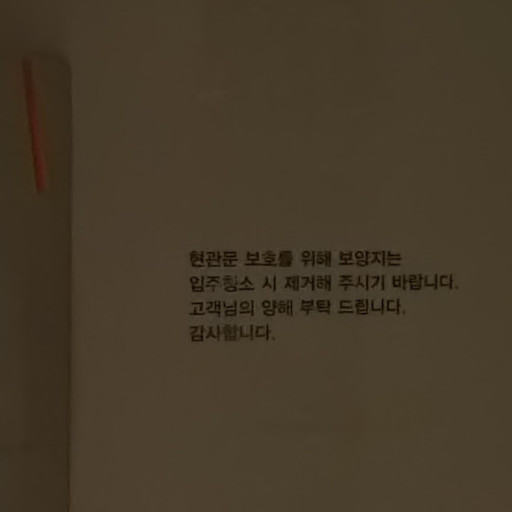 현관문 보호를 위해 보양지는
입주청소 시 제거해 주시기 바랍니다.
고객님의 양해 부탁 드립니다.
감사합니다.